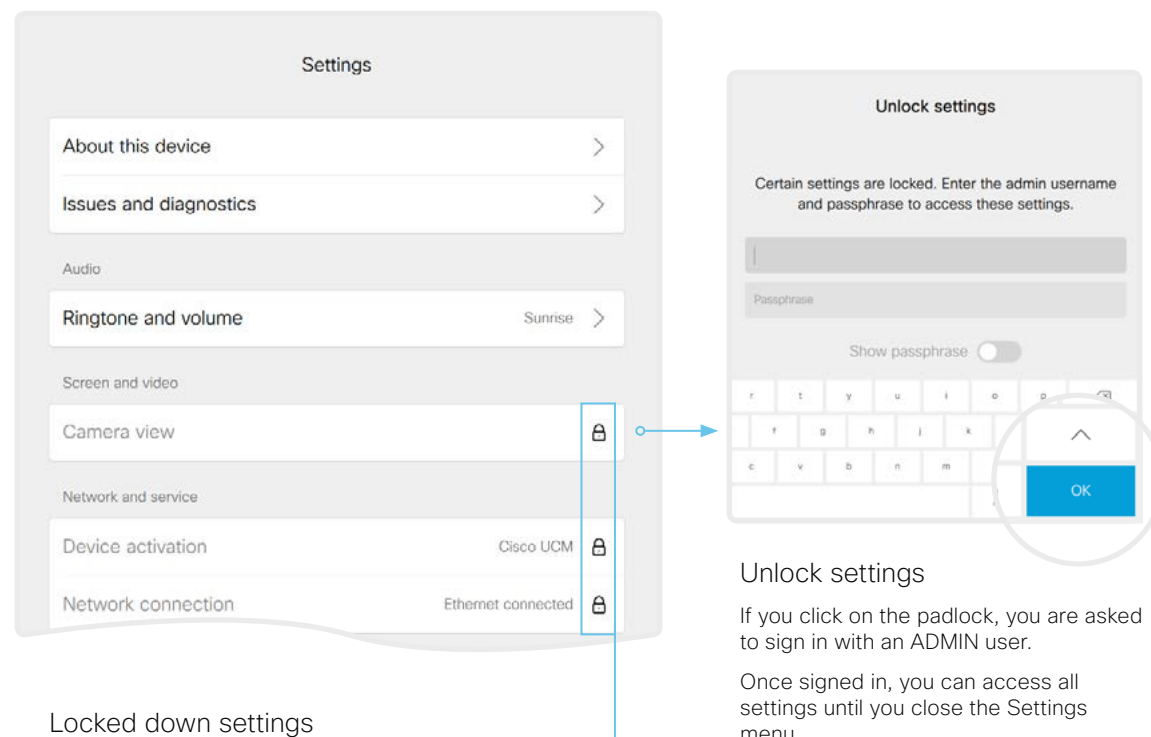 Settings
About this device
Issues and diagnostics
Audio
Ringtone and volume Sunrise
Screen and video
Camera view
Network and service
Device activation Cisco UCM
Network connection Ethernet connected
Locked down settings
Unlock settings
Certain settings are locked. Enter the admin username
and passphrase to access these settings.
Passphrase
Show passphrase
r t y u i o p
f g h j k
c v b n m
OK
Unlock settings
If you click on the padlock, you are asked
to sign in with an ADMIN user.
Once signed in, you can access all
settings until you close the Settings
menu